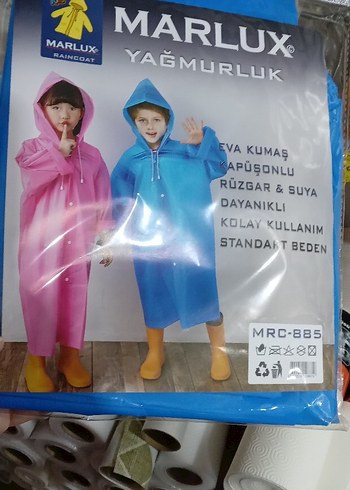 MARLUX
RAINCOAT
MARLUX©
YAĞMURLUK
EVA KUMAŞ
KAPÜŞONLU
RÜZGAR & SUYA
DAYANIKLI
KOLAY KULLANIM
STANDART BEDEN
MRC-885